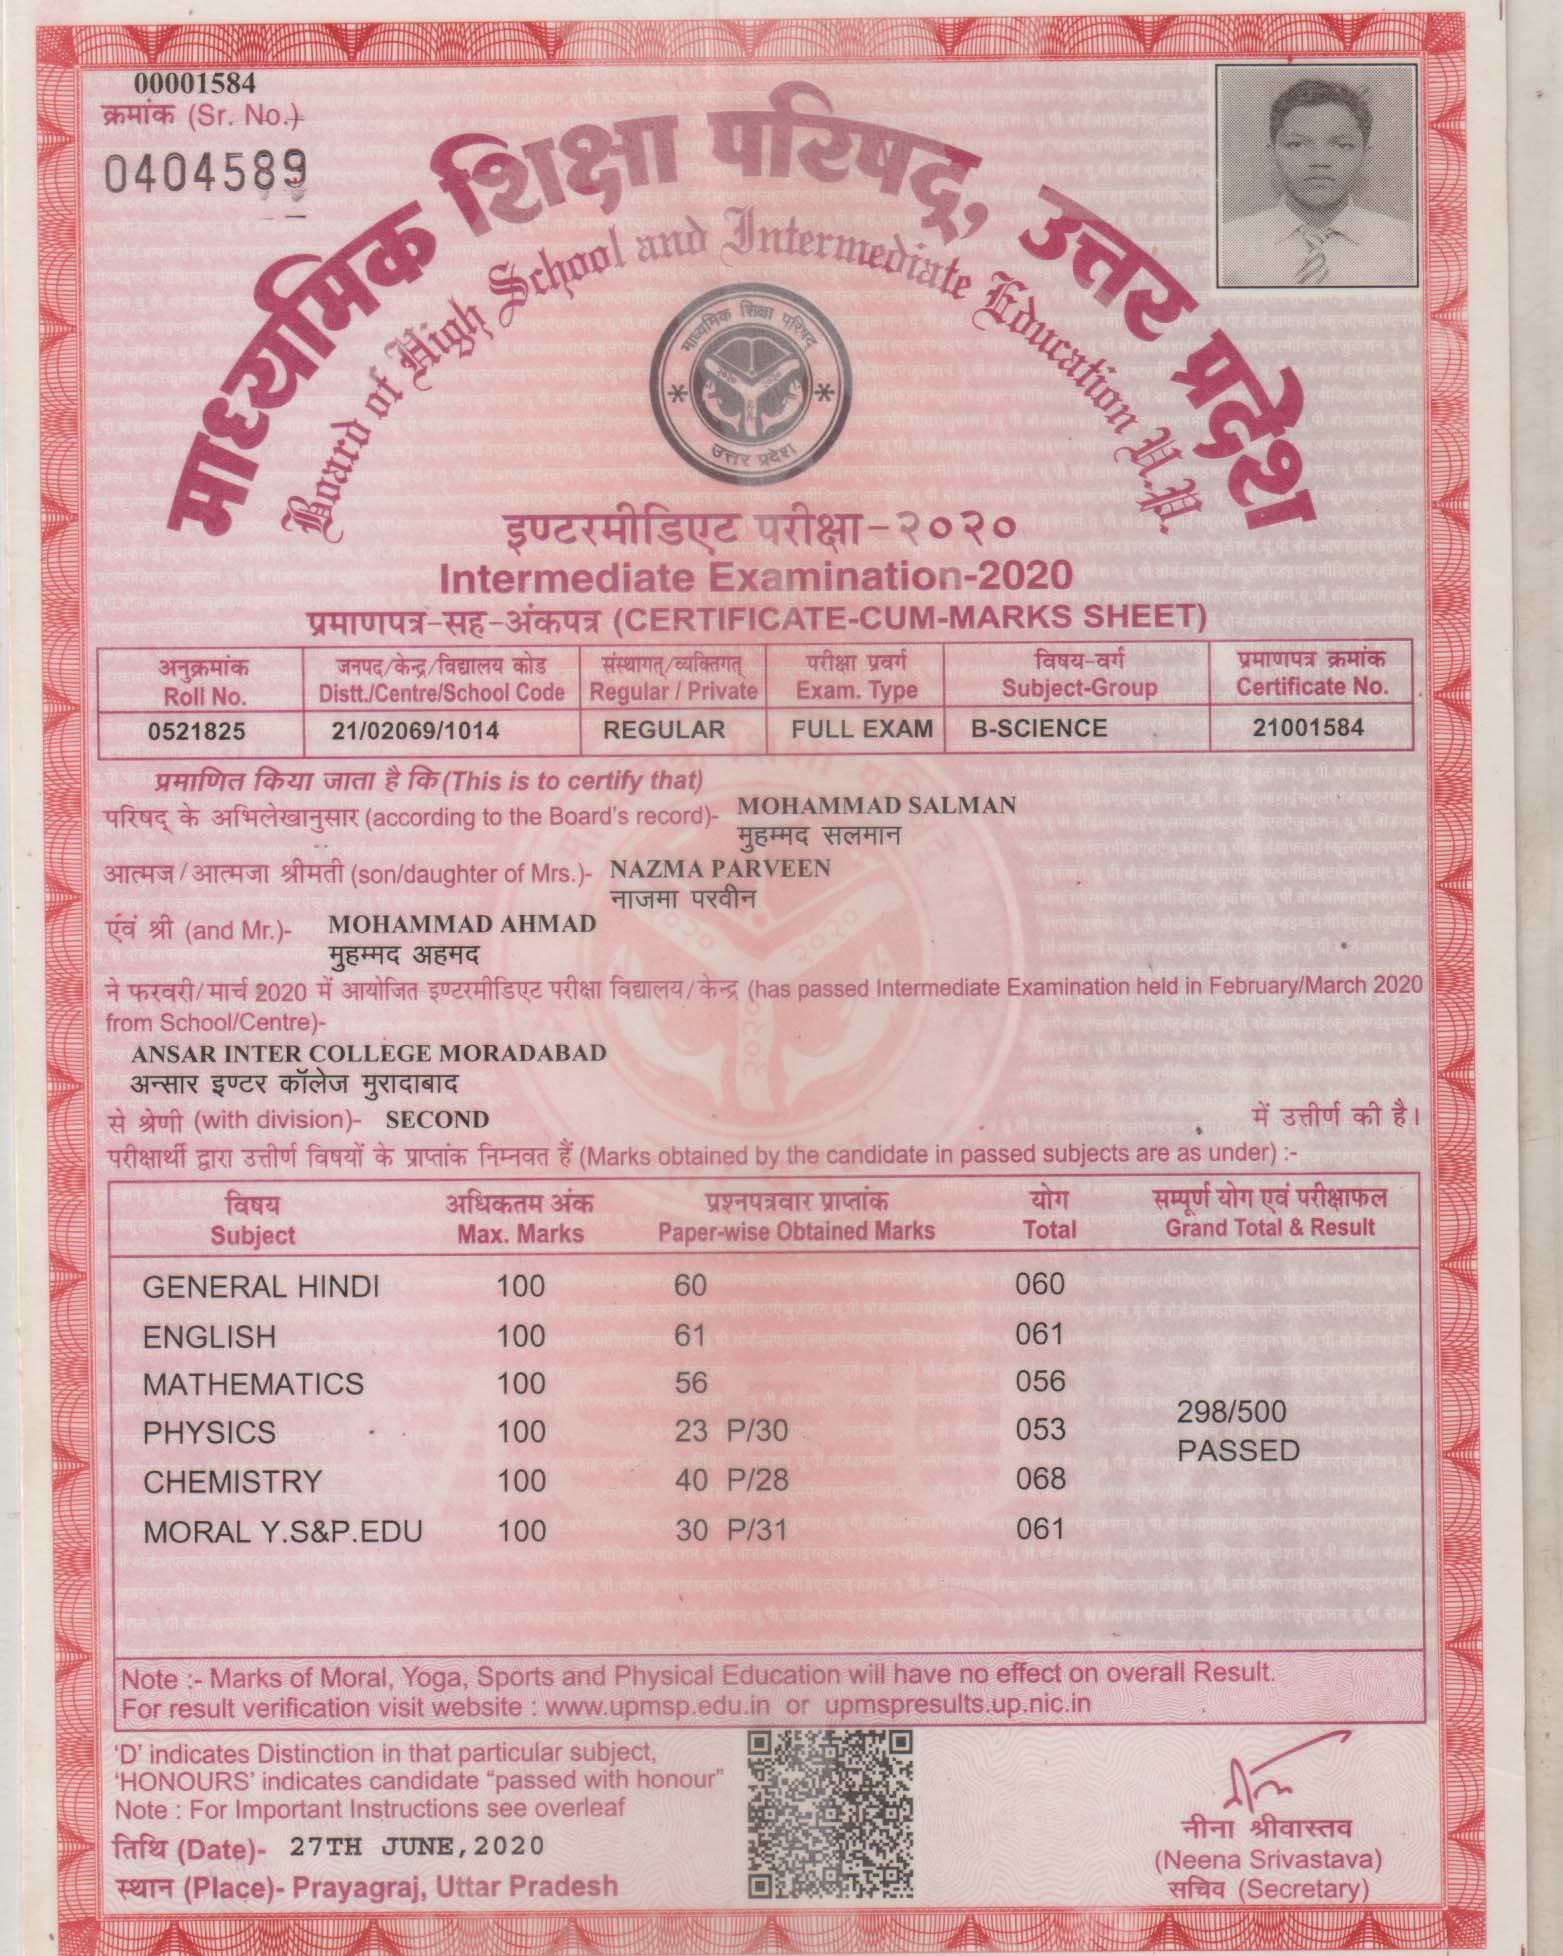 00001584
क्रमांक (Sr. No.)
0404589
माध्यमिक शिक्षा परिषद्, उत्तर प्रदेश
Board of High School and Intermediate Education U.P.
माध्यमिक शिक्षा परिषद्
उत्तर प्रदेश
इण्टरमीडिएट परीक्षा-२०२०
Intermediate Examination-2020
प्रमाणपत्र-सह-अंकपत्र (CERTIFICATE-CUM-MARKS SHEET)
अनुक्रमांक जनपद/केन्द्र/विद्यालय कोड संस्थागत्/व्यक्तिगत् परीक्षा प्रवर्ग विषय-वर्ग प्रमाणपत्र क्रमांक
Roll No. Distt./Centre/School Code Regular / Private Exam. Type Subject-Group Certificate No.
0521825 21/02069/1014 REGULAR FULL EXAM B-SCIENCE 21001584
प्रमाणित किया जाता है कि (This is to certify that)
परिषद् के अभिलेखानुसार (according to the Board's record)- MOHAMMAD SALMAN
मुहम्मद सलमान
आत्मज/आत्मजा श्रीमती (son/daughter of Mrs.)- NAZMA PARVEEN
नाजमा परवीन
एवं श्री (and Mr.)- MOHAMMAD AHMAD
मुहम्मद अहमद
ने फरवरी/मार्च 2020 में आयोजित इण्टरमीडिएट परीक्षा विद्यालय/केन्द्र (has passed Intermediate Examination held in February/March 2020
from School/Centre)-
ANSAR INTER COLLEGE MORADABAD
अन्सार इण्टर कॉलेज मुरादाबाद
से श्रेणी (with division)- SECOND में उत्तीर्ण की है।
परीक्षार्थी द्वारा उत्तीर्ण विषयों के प्राप्तांक निम्नवत हैं (Marks obtained by the candidate in passed subjects are as under) :-
विषय अधिकतम अंक प्रश्नपत्रवार प्राप्तांक योग सम्पूर्ण योग एवं परीक्षाफल
Subject Max. Marks Paper-wise Obtained Marks Total Grand Total & Result
GENERAL HINDI 100 60 060
ENGLISH 100 61 061
MATHEMATICS 100 56 056
298/500
PHYSICS 100 23 P/30 053
PASSED
CHEMISTRY 100 40 P/28 068
MORAL Y.S&P.EDU 100 30 P/31 061
Note :- Marks of Moral, Yoga, Sports and Physical Education will have no effect on overall Result.
For result verification visit website : www.upmsp.edu.in or upmspresults.up.nic.in
'D' indicates Distinction in that particular subject,
'HONOURS' indicates candidate "passed with honour"
Note : For Important Instructions see overleaf
तिथि (Date)- 27TH JUNE,2020
स्थान (Place)- Prayagraj, Uttar Pradesh
नीना श्रीवास्तव
(Neena Srivastava)
सचिव (Secretary)